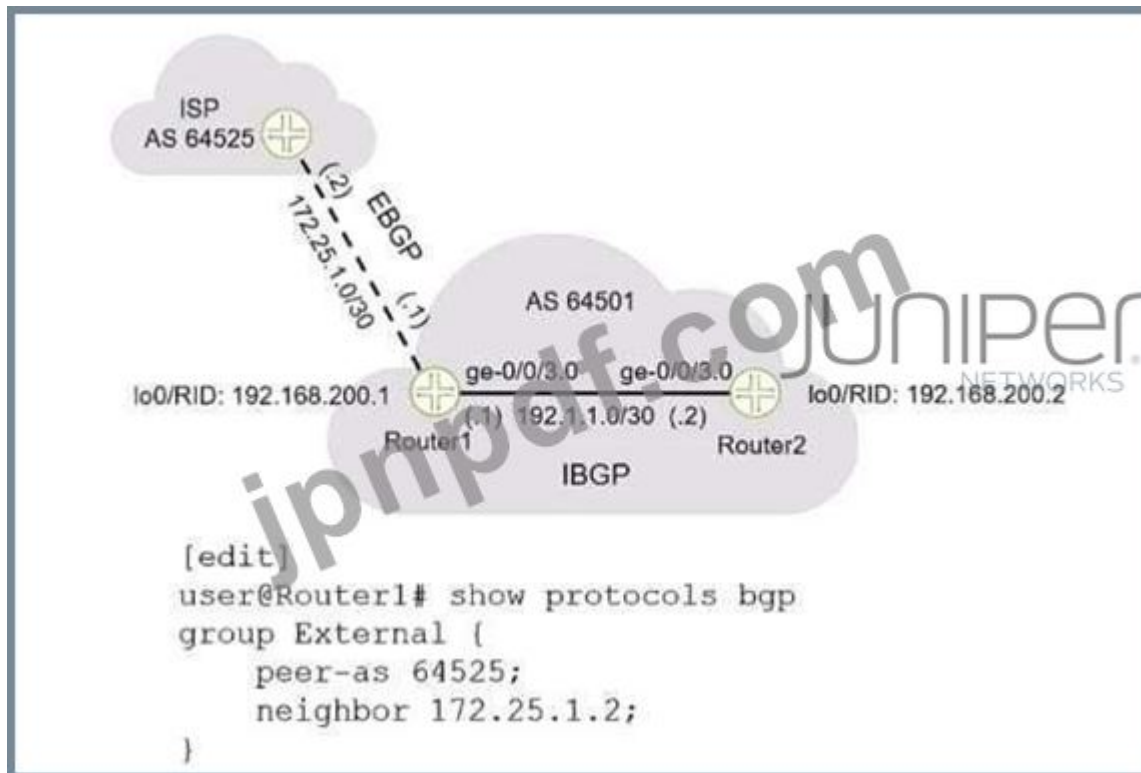 ISP
AS 64525
(.2)
EBGP
172.25.1.0/30
(.1)
AS 64501
JUNIPEr
NETWORKS
ge-0/0/3.0 ge-0/0/3.0
lo0/RID: 192.168.200.1
lo0/RID: 192.168.200.2
(.1) 192.1.1.0/30 (.2)
Router1
Router2
IBGP
jpnpdf.com
[edit]
user@Router1# show protocols bgp
group External {
peer-as 64525;
neighbor 172.25.1.2;
}